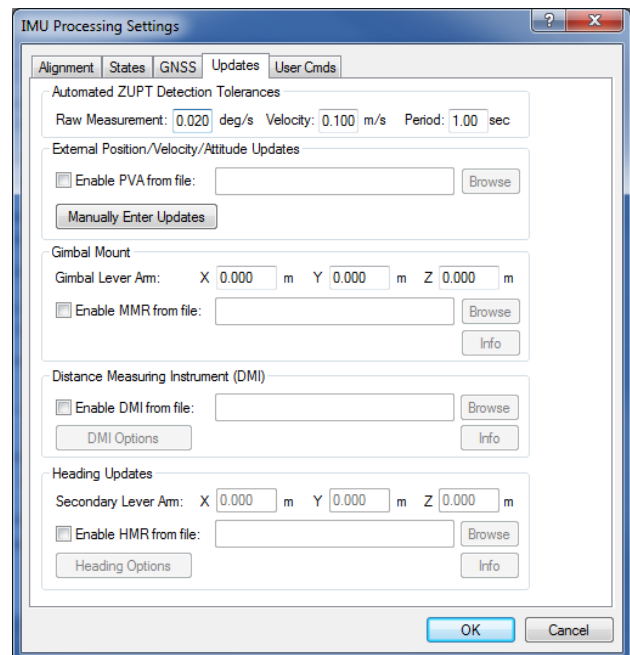 IMU Processing Settings
Alignment States GNSS Updates User Cmds
Automated ZUPT Detection Tolerances
Raw Measurement: 0.020 deg/s Velocity: 0.100 m/s Period: 1.00 sec
External Position/Velocity/Attitude Updates
Enable PVA from file: Browse
Manually Enter Updates
Gimbal Mount
Gimbal Lever Arm: X 0.000 m Y 0.000 m Z 0.000 m
Enable MMR from file: Browse
Info
Distance Measuring Instrument (DMI)
Enable DMI from file: Browse
DMI Options Info
Heading Updates
Secondary Lever Arm: X 0.000 m Y 0.000 m Z 0.000 m
Enable HMR from file: Browse
Heading Options Info
OK Cancel